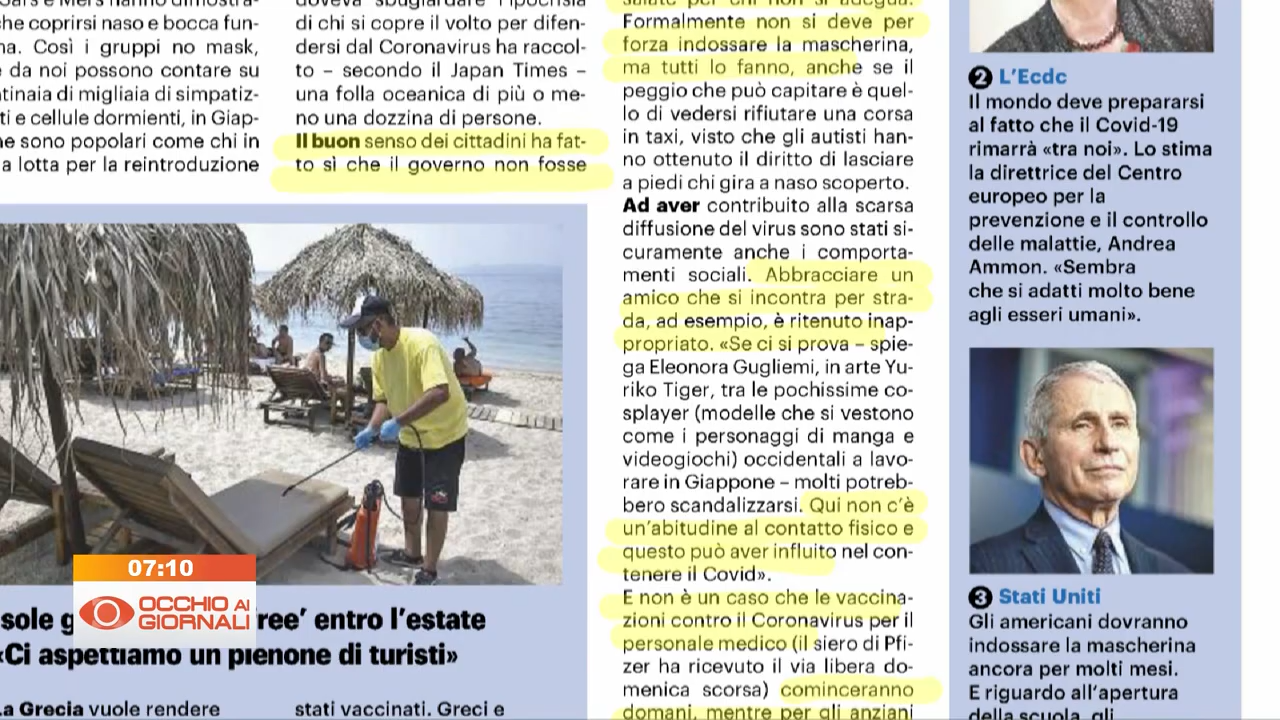 che coprirsi naso e bocca fun-
na. Così i gruppi no mask,
e da noi possono contare su
ntinaia di migliaia di simpatiz-
ti e cellule dormienti, in Giap-
ne sono popolari come chi in
a lotta per la reintroduzione
doveva sbugiardare l'ipocrisia
di chi si copre il volto per difen-
dersi dal Coronavirus ha raccol-
to – secondo il Japan Times –
una folla oceanica di più o me-
no una dozzina di persone.
Il buon senso dei cittadini ha fat-
to sì che il governo non fosse
salate per chi non si adegua.
Formalmente non si deve per
forza indossare la mascherina,
ma tutti lo fanno, anche se il
peggio che può capitare è quel-
lo di vedersi rifiutare una corsa
in taxi, visto che gli autisti han-
no ottenuto il diritto di lasciare
a piedi chi gira a naso scoperto.
Ad aver contribuito alla scarsa
diffusione del virus sono stati si-
curamente anche i comporta-
menti sociali. Abbracciare un
amico che si incontra per stra-
da, ad esempio, è ritenuto inap-
propriato. «Se ci si prova – spie-
ga Eleonora Gugliemi, in arte Yu-
riko Tiger, tra le pochissime co-
splayer (modelle che si vestono
come i personaggi di manga e
videogiochi) occidentali a lavo-
rare in Giappone – molti potreb-
bero scandalizzarsi. Qui non c'è
un'abitudine al contatto fisico e
questo può aver influito nel con-
tenere il Covid».
E non è un caso che le vaccina-
zioni contro il Coronavirus per il
personale medico (il siero di Pfi-
zer ha ricevuto il via libera do-
menica scorsa) cominceranno
domani, mentre per gli anziani
2 L'Ecdc
Il mondo deve prepararsi
al fatto che il Covid-19
rimarrà «tra noi». Lo stima
la direttrice del Centro
europeo per la
prevenzione e il controllo
delle malattie, Andrea
Ammon. «Sembra
che si adatti molto bene
agli esseri umani».
3 Stati Uniti
Gli americani dovranno
indossare la mascherina
ancora per molti mesi.
E riguardo all'apertura
della scuola, gli
07:10
OCCHIO AI
GIORNALI
sole g ree' entro l'estate
«Ci aspettiamo un pienone di turisti»
La Grecia vuole rendere
stati vaccinati. Greci e